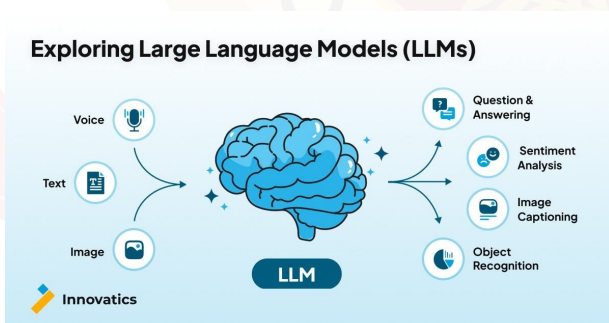 Exploring Large Language Models (LLMs)
Voice
Text
Image
LLM
Question &
Answering
Sentiment
Analysis
Image
Captioning
Object
Recognition
Innovatics